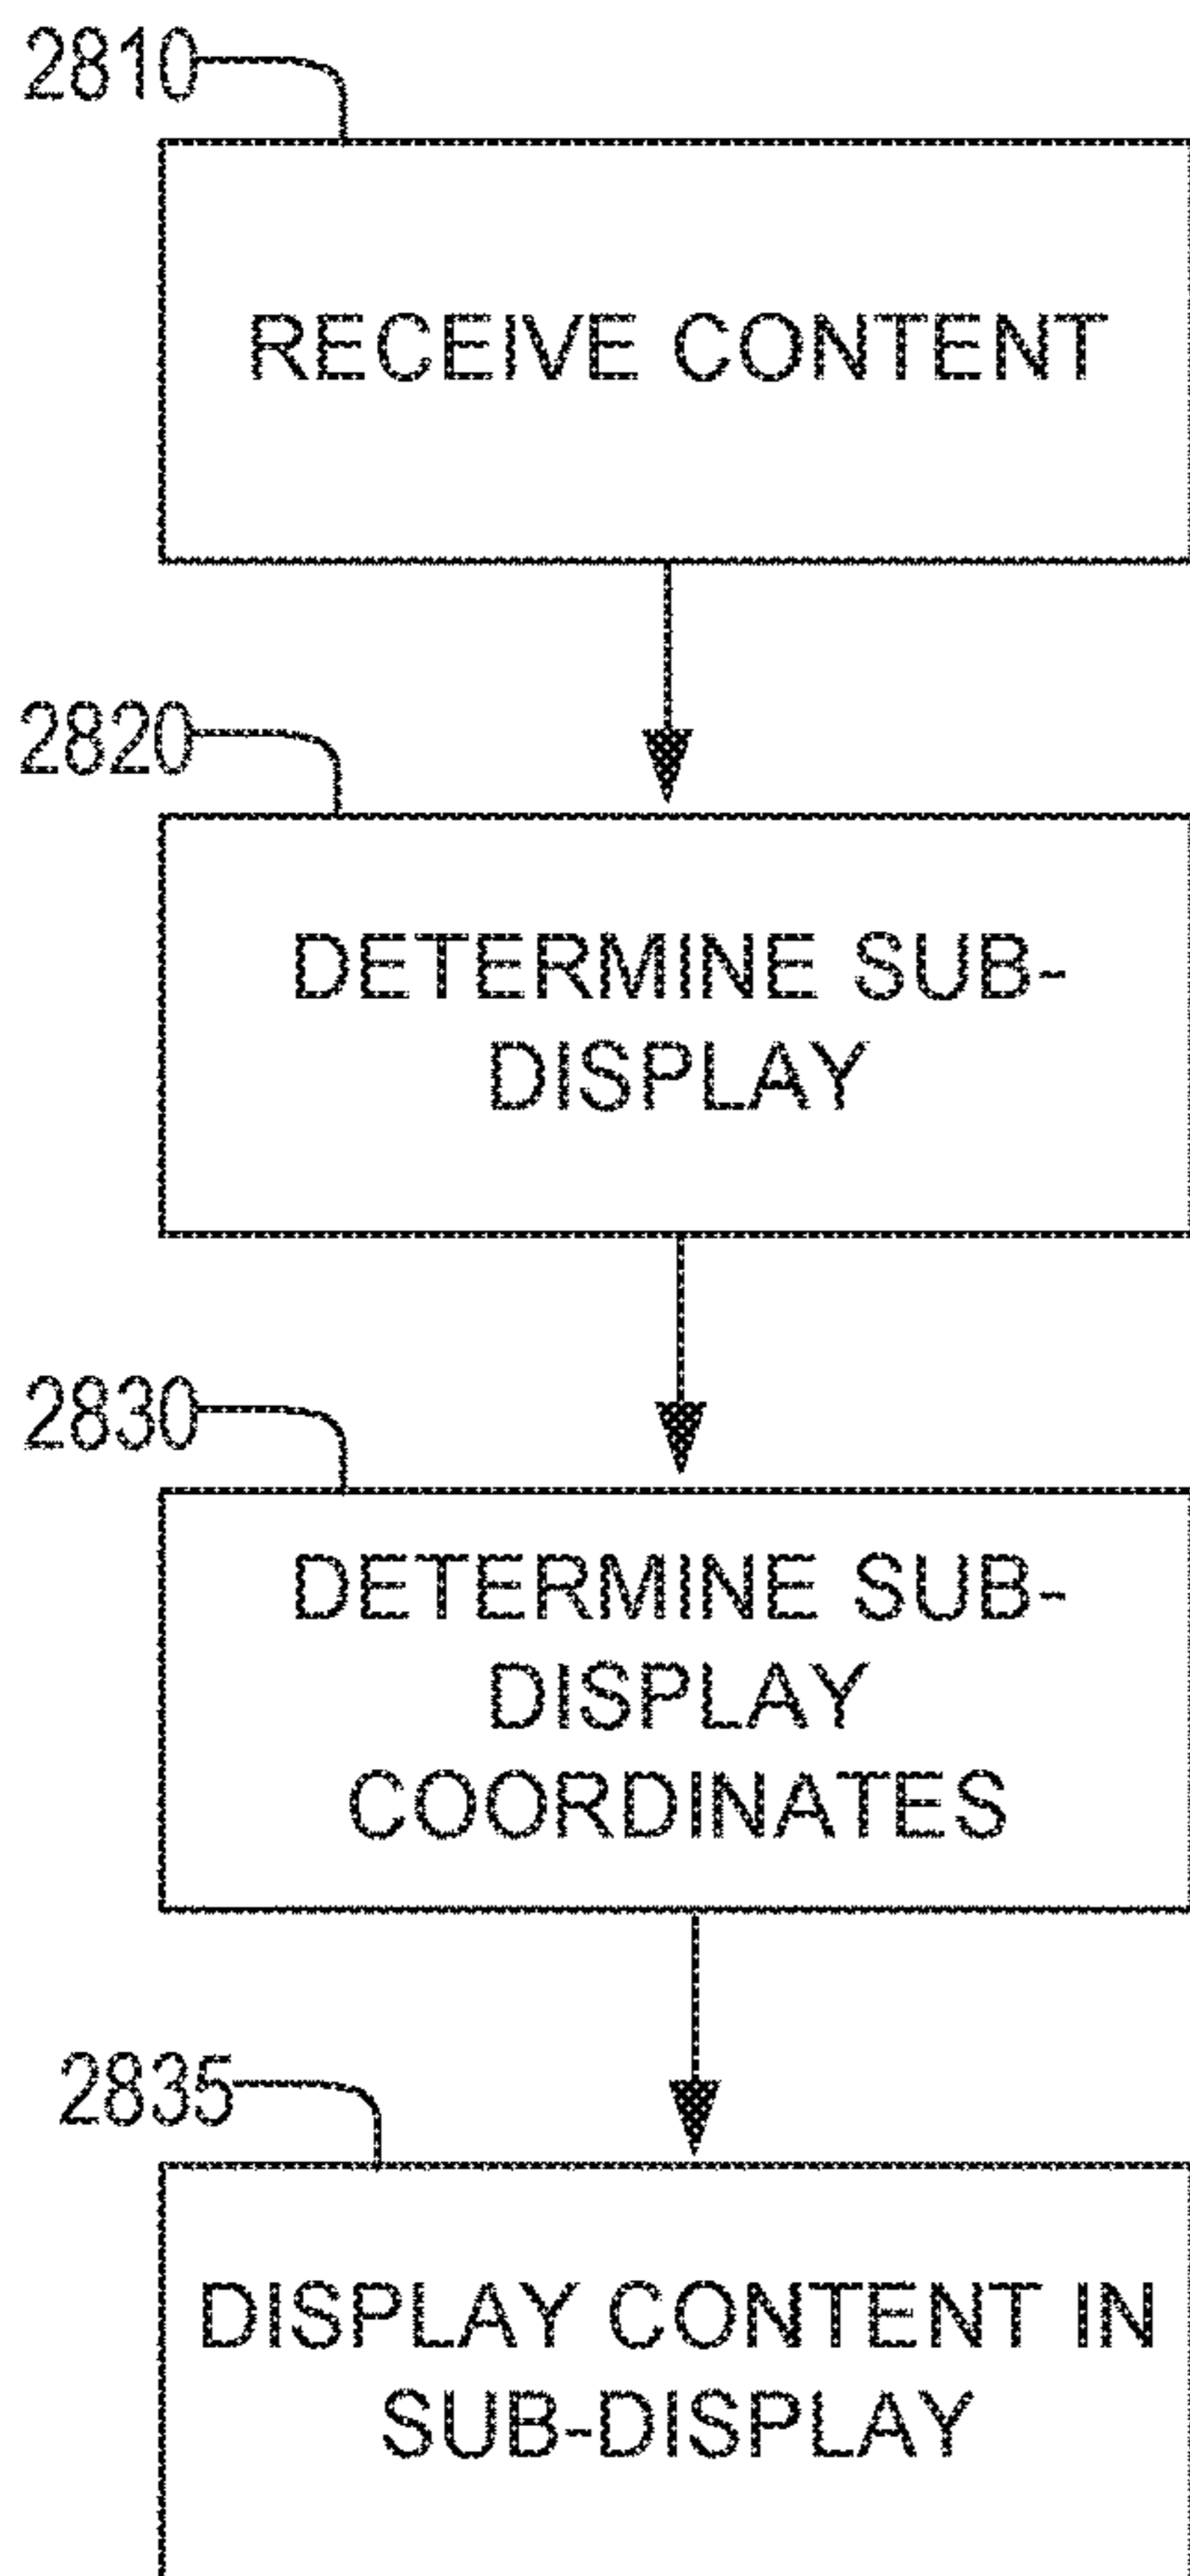 2810
RECEIVE CONTENT
2820
DETERMINE SUB-
DISPLAY
2830
DETERMINE SUB-
DISPLAY
COORDINATES
2835
DISPLAY CONTENT IN
SUB-DISPLAY